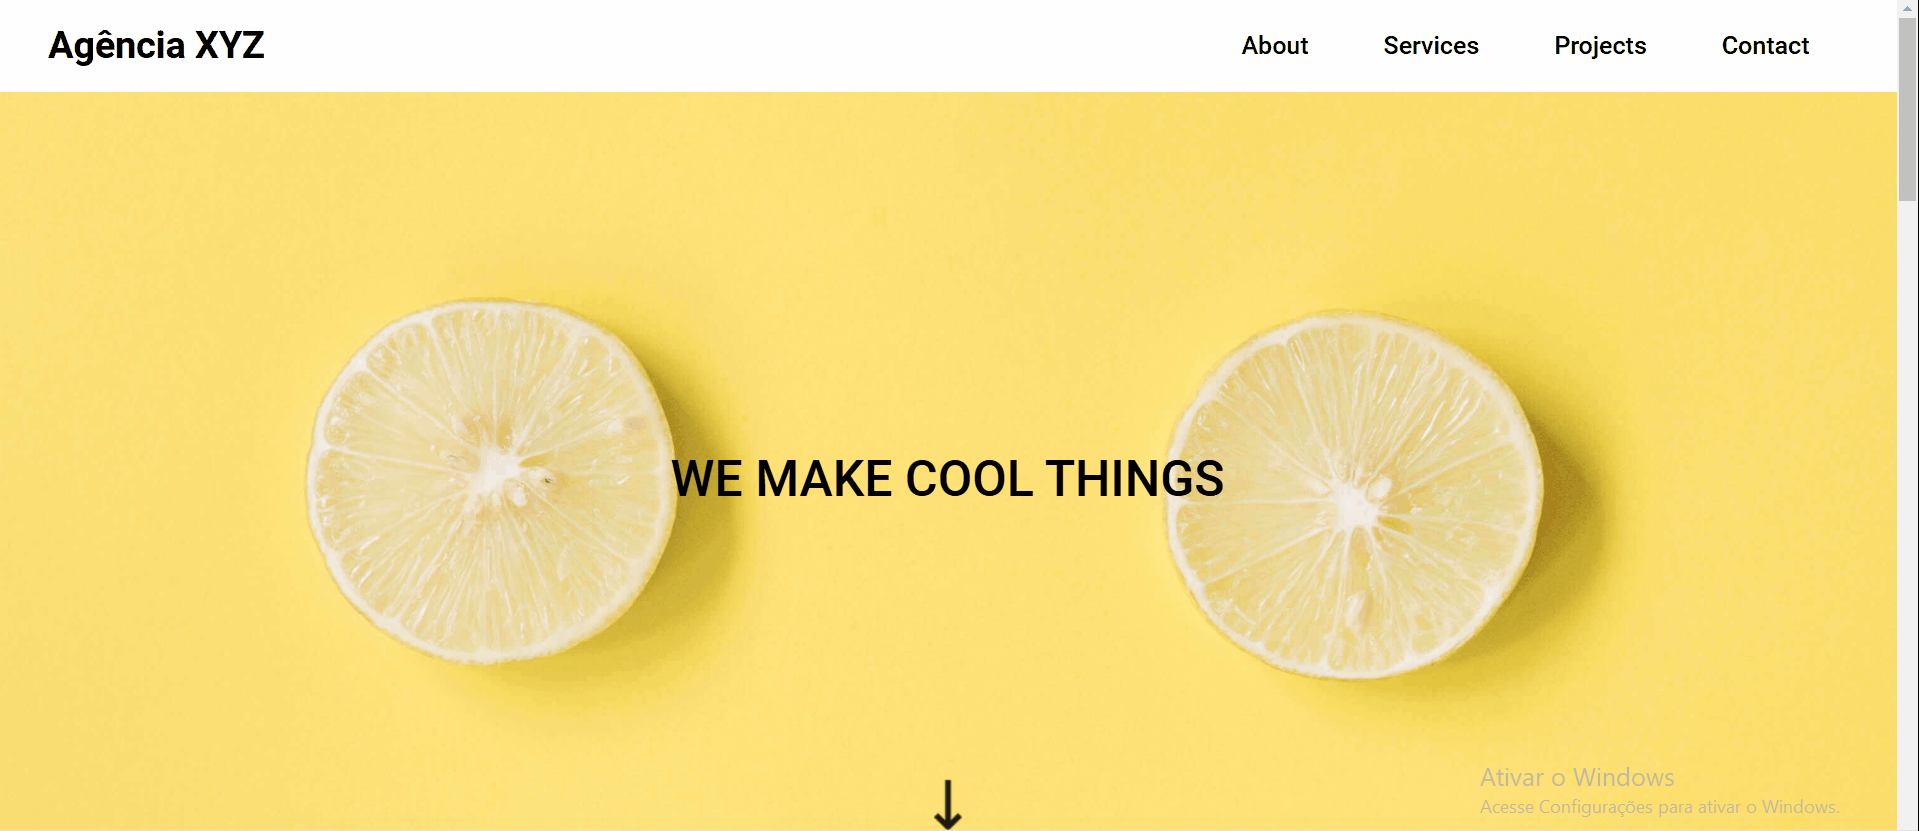 Agência XYZ
About Services Projects Contact
WE MAKE COOL THINGS
Ativar o Windows
Acesse Configurações para ativar o Windows.